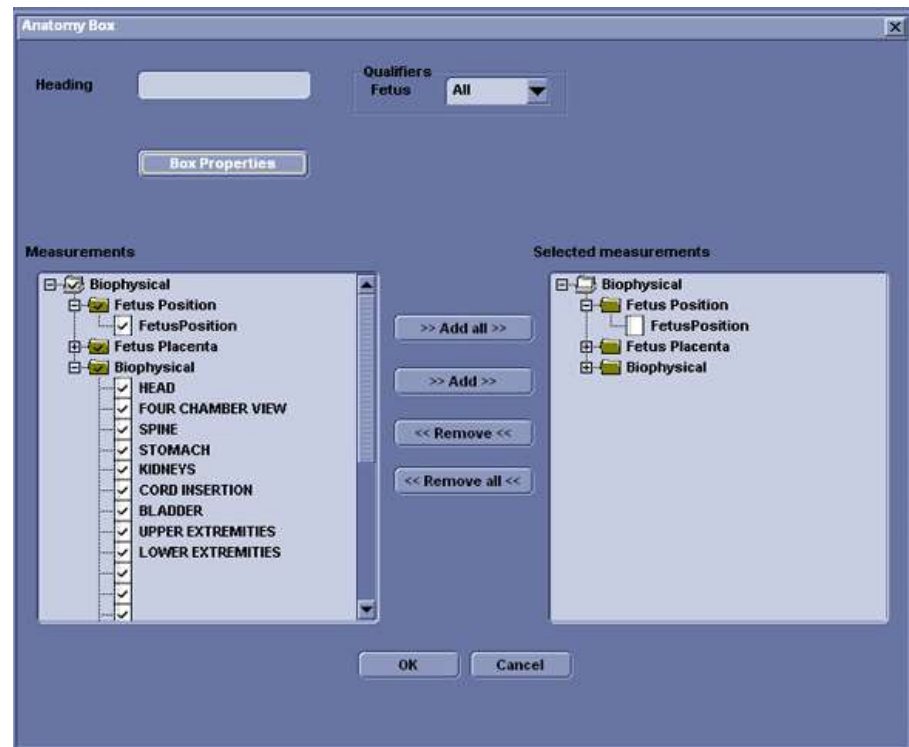 Anatomy Box
Qualifiers
Heading
Fetus All
Box Properties
Measurements
Selected measurements
Biophysical
Fetus Position
FetusPosition
Fetus Placenta
Biophysical
HEAD
FOUR CHAMBER VIEW
SPINE
STOMACH
KIDNEYS
CORD INSERTION
BLADDER
UPPER EXTREMITIES
LOWER EXTREMITIES
>> Add all >>
>> Add >>
<< Remove <<
<< Remove all <<
Biophysical
Fetus Position
FetusPosition
Fetus Placenta
Biophysical
OK
Cancel